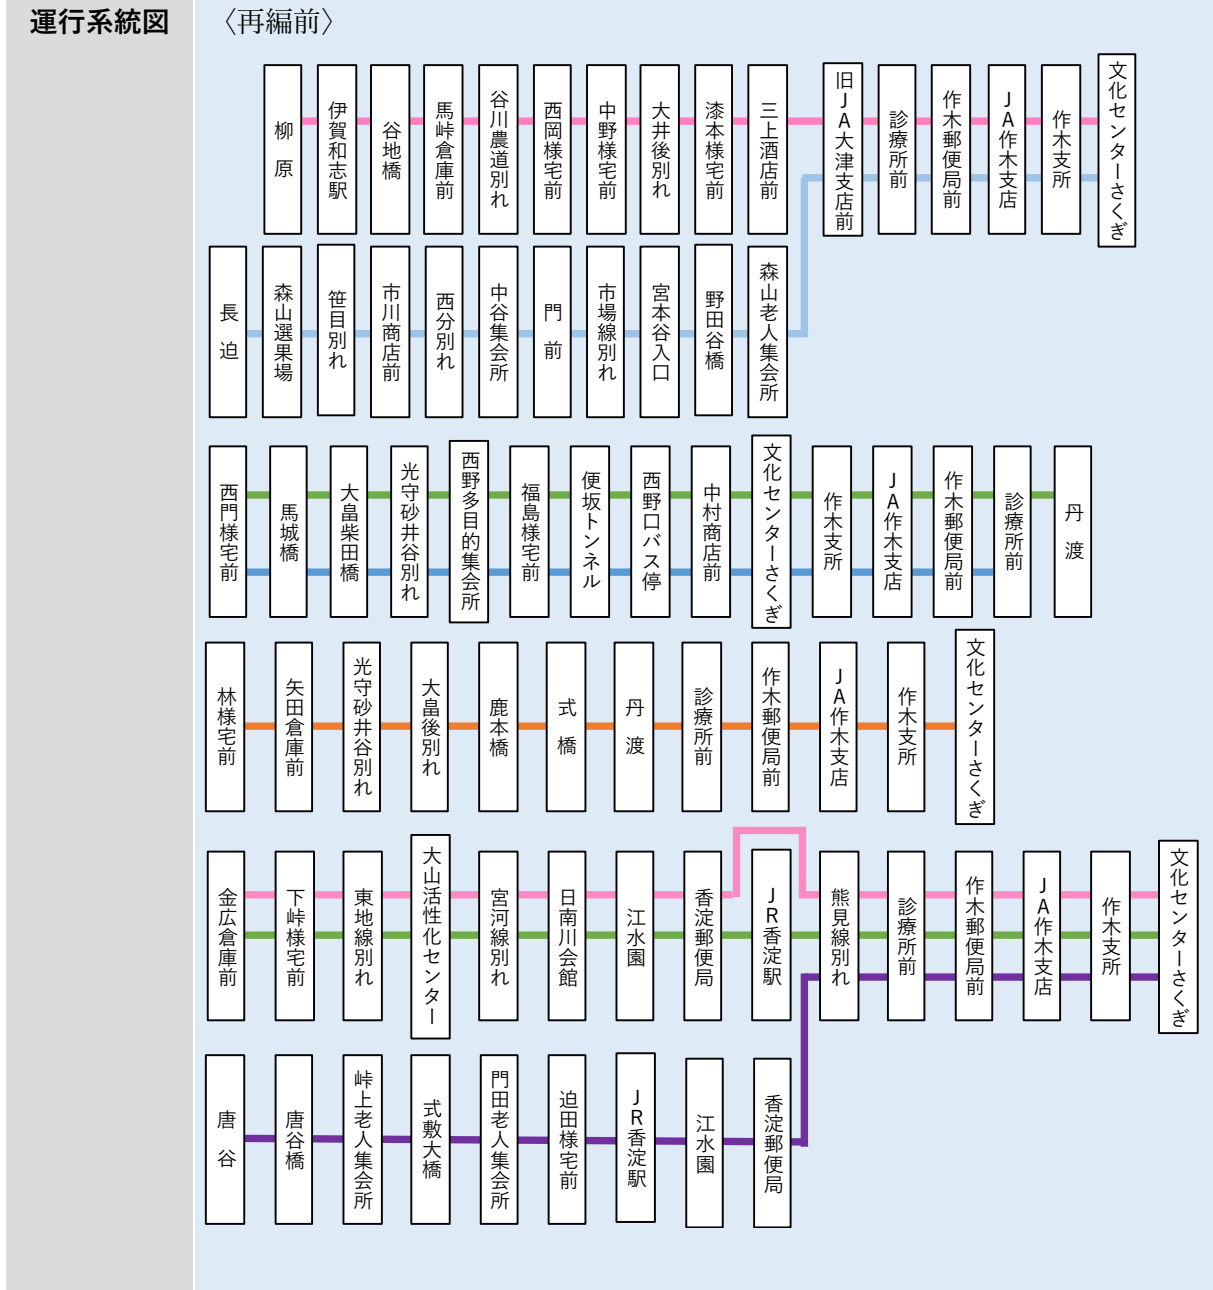 運行系統図
〈再編前〉
柳原
伊賀和志駅
谷地橋
馬峠倉庫前
谷川農道別れ
西岡様宅前
中野様宅前
大井後別れ
漆本様宅前
三上酒店前
旧JA大津支店前
診療所前
作木郵便局前
JA作木支店
作木支所
文化センターさくぎ
長迫
森山選果場
笹目別れ
市川商店前
西分別れ
中谷集会所
門前
市場線別れ
宮本谷入口
野田谷橋
森山老人集会所
西門様宅前
馬城橋
大畠柴田橋
光守砂井谷別れ
西野多目的集会所
福島様宅前
便坂トンネル
西野口バス停
中村商店前
文化センターさくぎ
作木支所
JA作木支店
作木郵便局前
診療所前
丹渡
林様宅前
矢田倉庫前
光守砂井谷別れ
大畠後別れ
鹿本橋
式橋
丹渡
診療所前
作木郵便局前
JA作木支店
作木支所
文化センターさくぎ
金広倉庫前
下峠様宅前
東地線別れ
大山活性化センター
宮河線別れ
日南川会館
江水園
香淀郵便局
JR香淀駅
熊見線別れ
診療所前
作木郵便局前
JA作木支店
作木支所
文化センターさくぎ
唐谷
唐谷橋
峠上老人集会所
式敷大橋
門田老人集会所
迫田様宅前
JR香淀駅
江水園
香淀郵便局